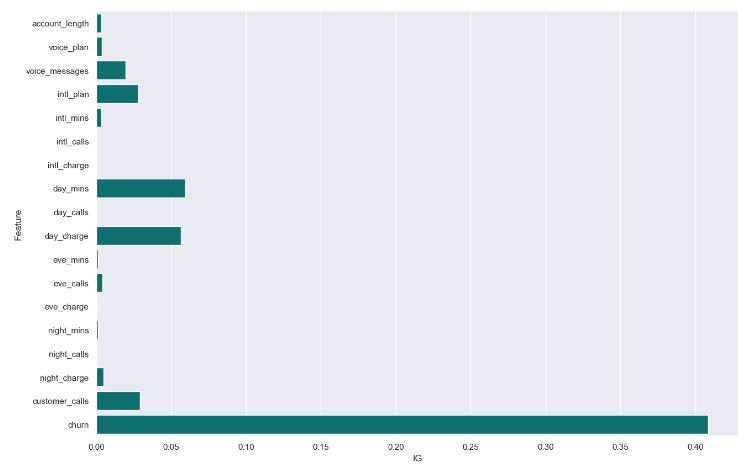 account_length
voice_plan
voice_messages
intl_plan
intl_mins
intl_calls
intl_charge
day_mins
day_calls
day_charge
eve_mins
eve_calls
eve_charge
night_mins
night_calls
night_charge
customer_calls
churn
Feature
0.00 0.05 0.10 0.15 0.20 0.25 0.30 0.35 0.40
IG